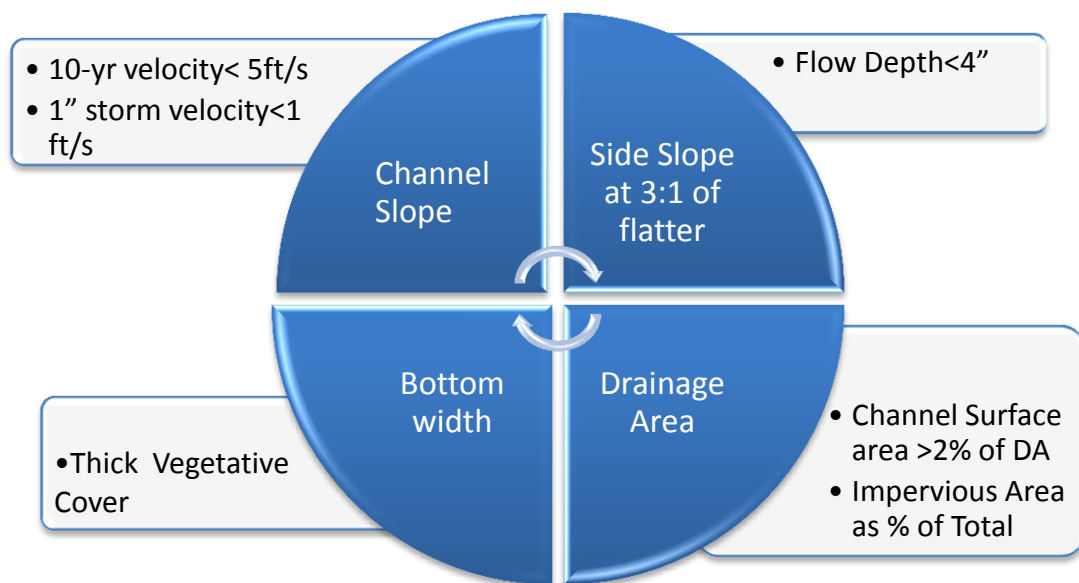 • 10-yr velocity< 5ft/s
• 1” storm velocity<1
ft/s
Channel
Slope
Side Slope
at 3:1 of
flatter
• Flow Depth<4”
•Thick Vegetative
Cover
Bottom
width
Drainage
Area
• Channel Surface
area >2% of DA
• Impervious Area
as % of Total